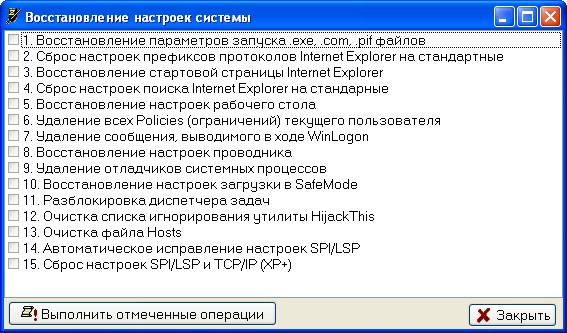 Восстановление настроек системы
1. Восстановление параметров запуска .exe, .com, .pif файлов
2. Сброс настроек префиксов протоколов Internet Explorer на стандартные
3. Восстановление стартовой страницы Internet Explorer
4. Сброс настроек поиска Internet Explorer на стандарные
5. Восстановление настроек рабочего стола
6. Удаление всех Policies (ограничений) текущего пользователя
7. Удаление сообщения, выводимого в ходе WinLogon
8. Восстановление настроек проводника
9. Удаление отладчиков системных процессов
10. Восстановление настроек загрузки в SafeMode
11. Разблокировка диспетчера задач
12. Очистка списка игнорирования утилиты HijackThis
13. Очистка файла Hosts
14. Автоматическое исправление настроек SPI/LSP
15. Сброс настроек SPI/LSP и TCP/IP (XP+)
Выполнить отмеченные операции
Закрыть